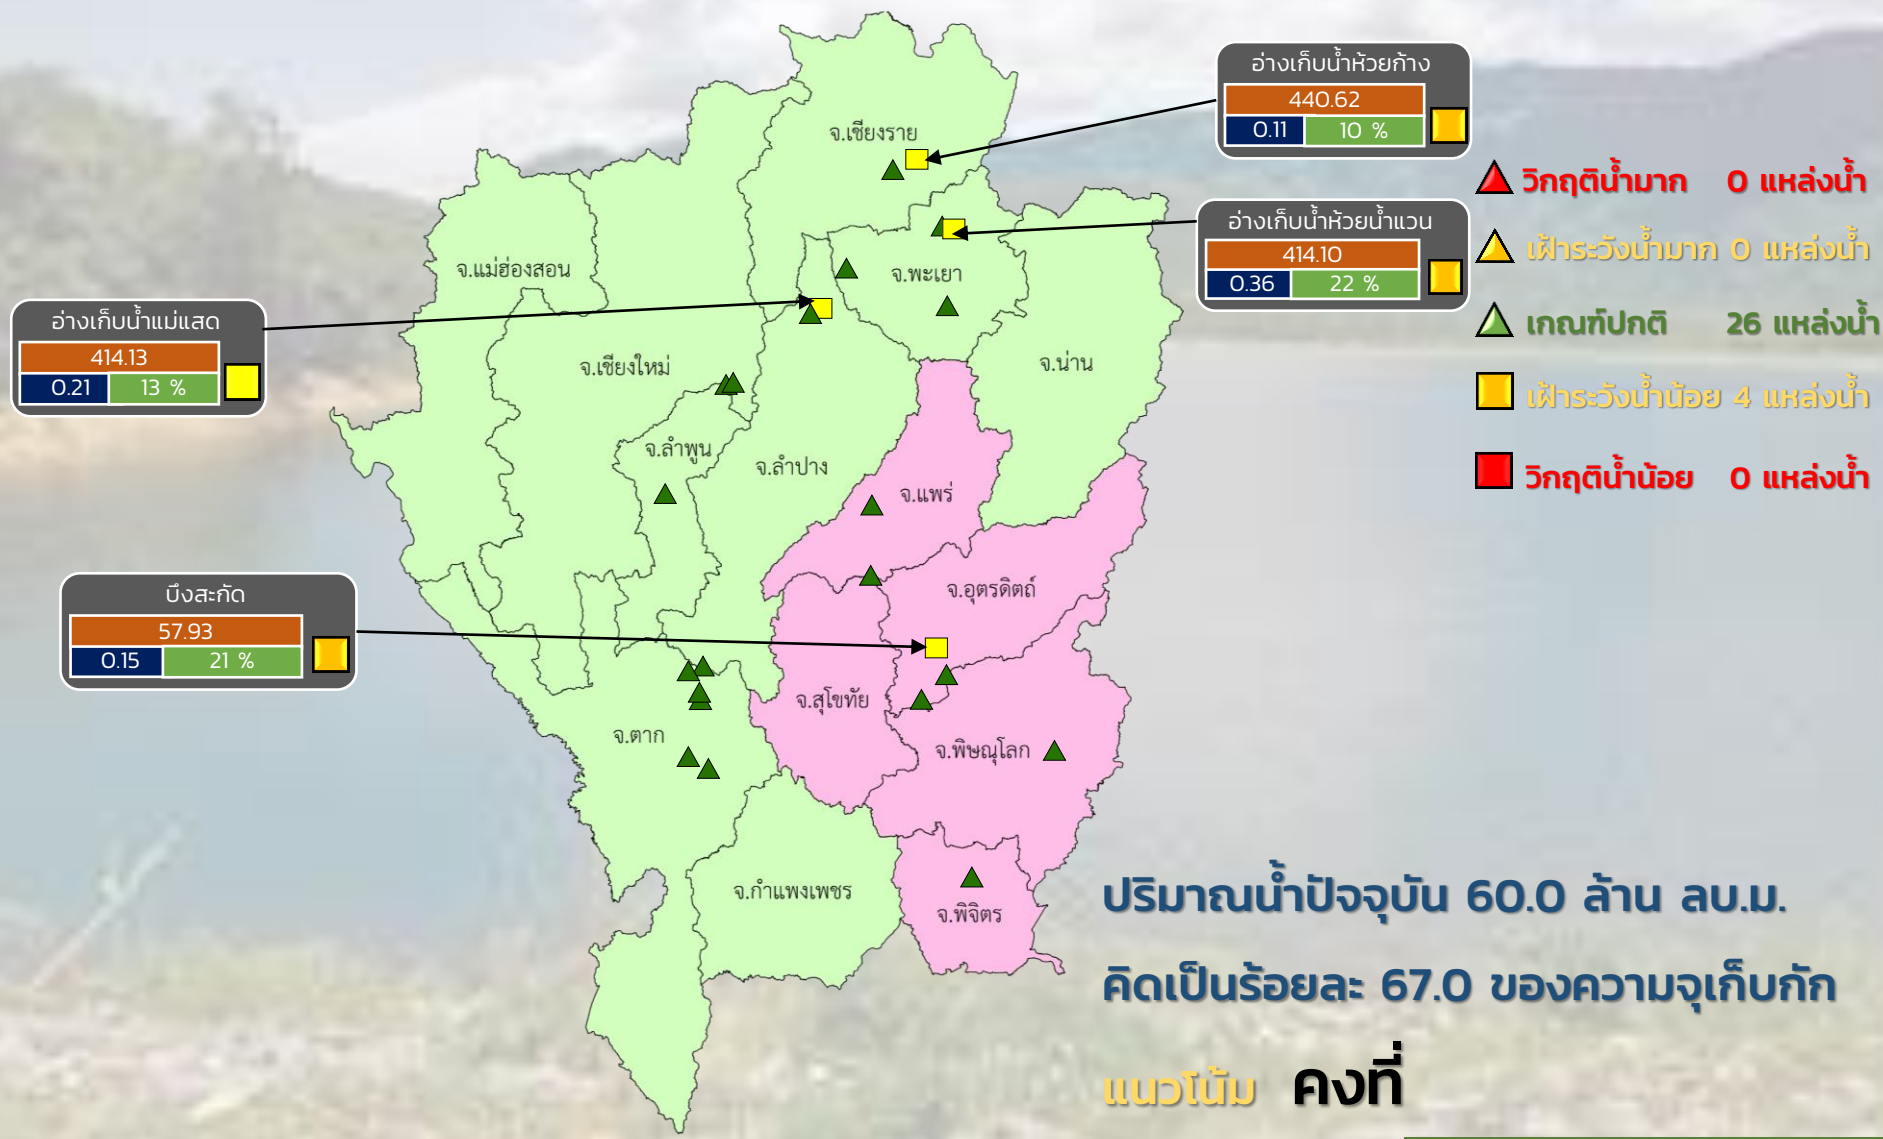 อ่างเก็บน้ำห้วยก้าง
440.62
0.11 10 %
จ.เชียงราย
วิกฤติน้ำมาก 0 แหล่งน้ำ
อ่างเก็บน้ำห้วยน้ำแวน
414.10
0.36 22 %
เฝ้าระวังน้ำมาก 0 แหล่งน้ำ
จ.แม่ฮ่องสอน
จ.พะเยา
อ่างเก็บน้ำแม่แสด
414.13
0.21 13 %
เกณฑ์ปกติ 26 แหล่งน้ำ
จ.เชียงใหม่
จ.น่าน
เฝ้าระวังน้ำน้อย 4 แหล่งน้ำ
จ.ลำพูน
จ.ลำปาง
วิกฤติน้ำน้อย 0 แหล่งน้ำ
จ.แพร่
บึงสะกัด
57.93
0.15 21 %
จ.อุตรดิตถ์
จ.สุโขทัย
จ.ตาก
จ.พิษณุโลก
จ.กำแพงเพชร
จ.พิจิตร
ปริมาณน้ำปัจจุบัน 60.0 ล้าน ลบ.ม.
คิดเป็นร้อยละ 67.0 ของความจุเก็บกัก
แนวโน้ม คงที่